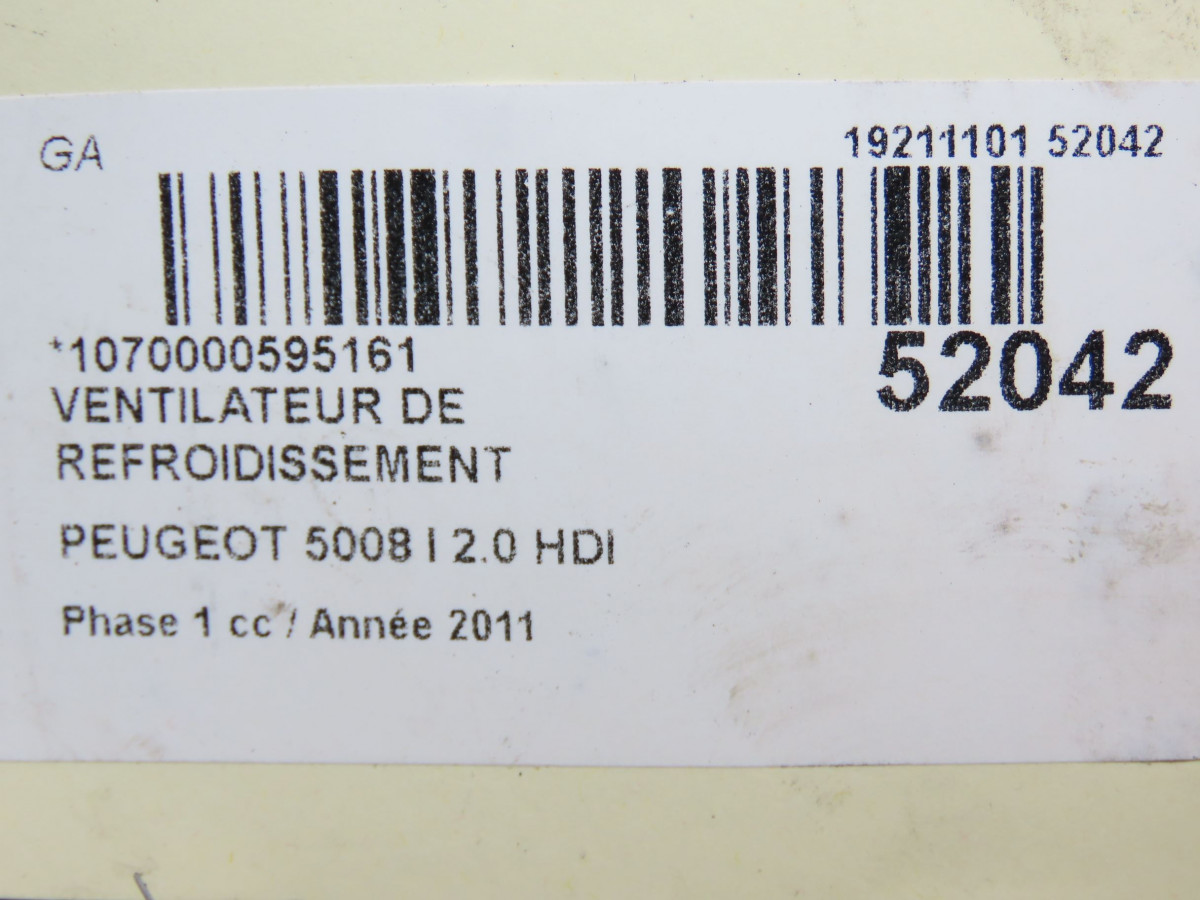 GA
19211101 52042
*1070000595161
52042
VENTILATEUR DE
REFROIDISSEMENT
PEUGEOT 5008 I 2.0 HDI
Phase 1 cc / Année 2011